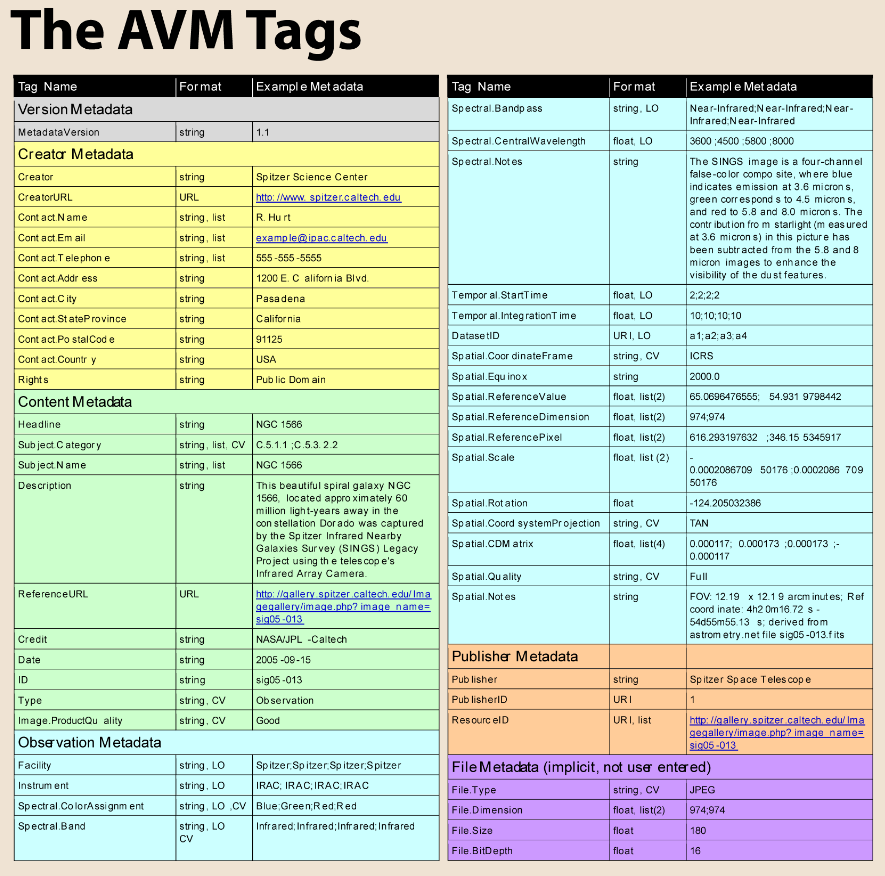 The AVM Tags
Tag Name Format Example Metadata
Version Metadata
MetadataVersion string 1.1
Creator Metadata
Creator string Spitzer Science Center
CreatorURL URL http://www.spitzer.caltech.edu
Contact.Name string, list R. Hurt
Contact.Email string, list example@ipac.caltech.edu
Contact.Telephone string, list 555-555-5555
Contact.Address string 1200 E. California Blvd.
Contact.City string Pasadena
Contact.StateProvince string California
Contact.PostalCode string 91125
Contact.Country string USA
Rights string Public Domain
Content Metadata
Headline string NGC 1566
Subject.Category string, list, CV C.5.1.1;C.5.3.2.2
Subject.Name string, list NGC 1566
Description string This beautiful spiral galaxy NGC
1566, located approximately 60
million light-years away in the
constellation Dorado was captured
by the Spitzer Infrared Nearby
Galaxies Survey (SINGS) Legacy
Project using the telescope's
Infrared Array Camera.
ReferenceURL URL http://gallery.spitzer.caltech.edu/Ima
gegallery/image.php?image_name=
sig05-013
Credit string NASA/JPL -Caltech
Date string 2005-09-15
ID string sig05-013
Type string, CV Observation
Image.ProductQuality string, CV Good
Observation Metadata
Facility string, LO Spitzer;Spitzer;Spitzer;Spitzer
Instrument string, LO IRAC; IRAC; IRAC; IRAC
Spectral.ColorAssignment string, LO ,CV Blue;Green;Red;Red
Spectral.Band string, LO Infrared;Infrared;Infrared;Infrared
CV
Tag Name Format Example Metadata
Spectral.Bandpass string, LO Near-Infrared;Near-Infrared;Near-
Infrared;Near-Infrared
Spectral.CentralWavelength float, LO 3600 ;4500 ;5800 ;8000
Spectral.Notes string The SINGS image is a four-channel
false-color composite, where blue
indicates emission at 3.6 microns,
green corresponds to 4.5 microns,
and red to 5.8 and 8.0 microns. The
contribution from starlight (measured
at 3.6 microns) in this picture has
been subtracted from the 5.8 and 8
micron images to enhance the
visibility of the dust features.
Temporal.StartTime float, LO 2;2;2;2
Temporal.IntegrationTime float, LO 10;10;10;10
DatasetID URI, LO a1;a2;a3;a4
Spatial.CoordinateFrame string, CV ICRS
Spatial.Equinox string 2000.0
Spatial.ReferenceValue float, list(2) 65.0696476555; 54.931 9798442
Spatial.ReferenceDimension float, list(2) 974;974
Spatial.ReferencePixel float, list(2) 616.293197632 ;346.15 5345917
Spatial.Scale float, list (2) -
0.0002086709 50176 ;0.0002086 709
50176
Spatial.Rotation float -124.205032386
Spatial.CoordsystemProjection string, CV TAN
Spatial.CDMatrix float, list(4) 0.000117; 0.000173 ;0.000173 ;-
0.000117
Spatial.Quality string, CV Full
Spatial.Notes string FOV: 12.19 x 12.19 arcminutes; Ref
coordinate: 4h20m16.72 s -
54d55m55.13 s; derived from
astrometry.net file sig05-013.fits
Publisher Metadata
Publisher string Spitzer Space Telescope
PublisherID URI 1
ResourceID URI, list http://gallery.spitzer.caltech.edu/Ima
gegallery/image.php?image_name=
sig05-013
File Metadata (implicit, not user entered)
File.Type string, CV JPEG
File.Dimension float, list(2) 974;974
File.Size float 180
File.BitDepth float 16